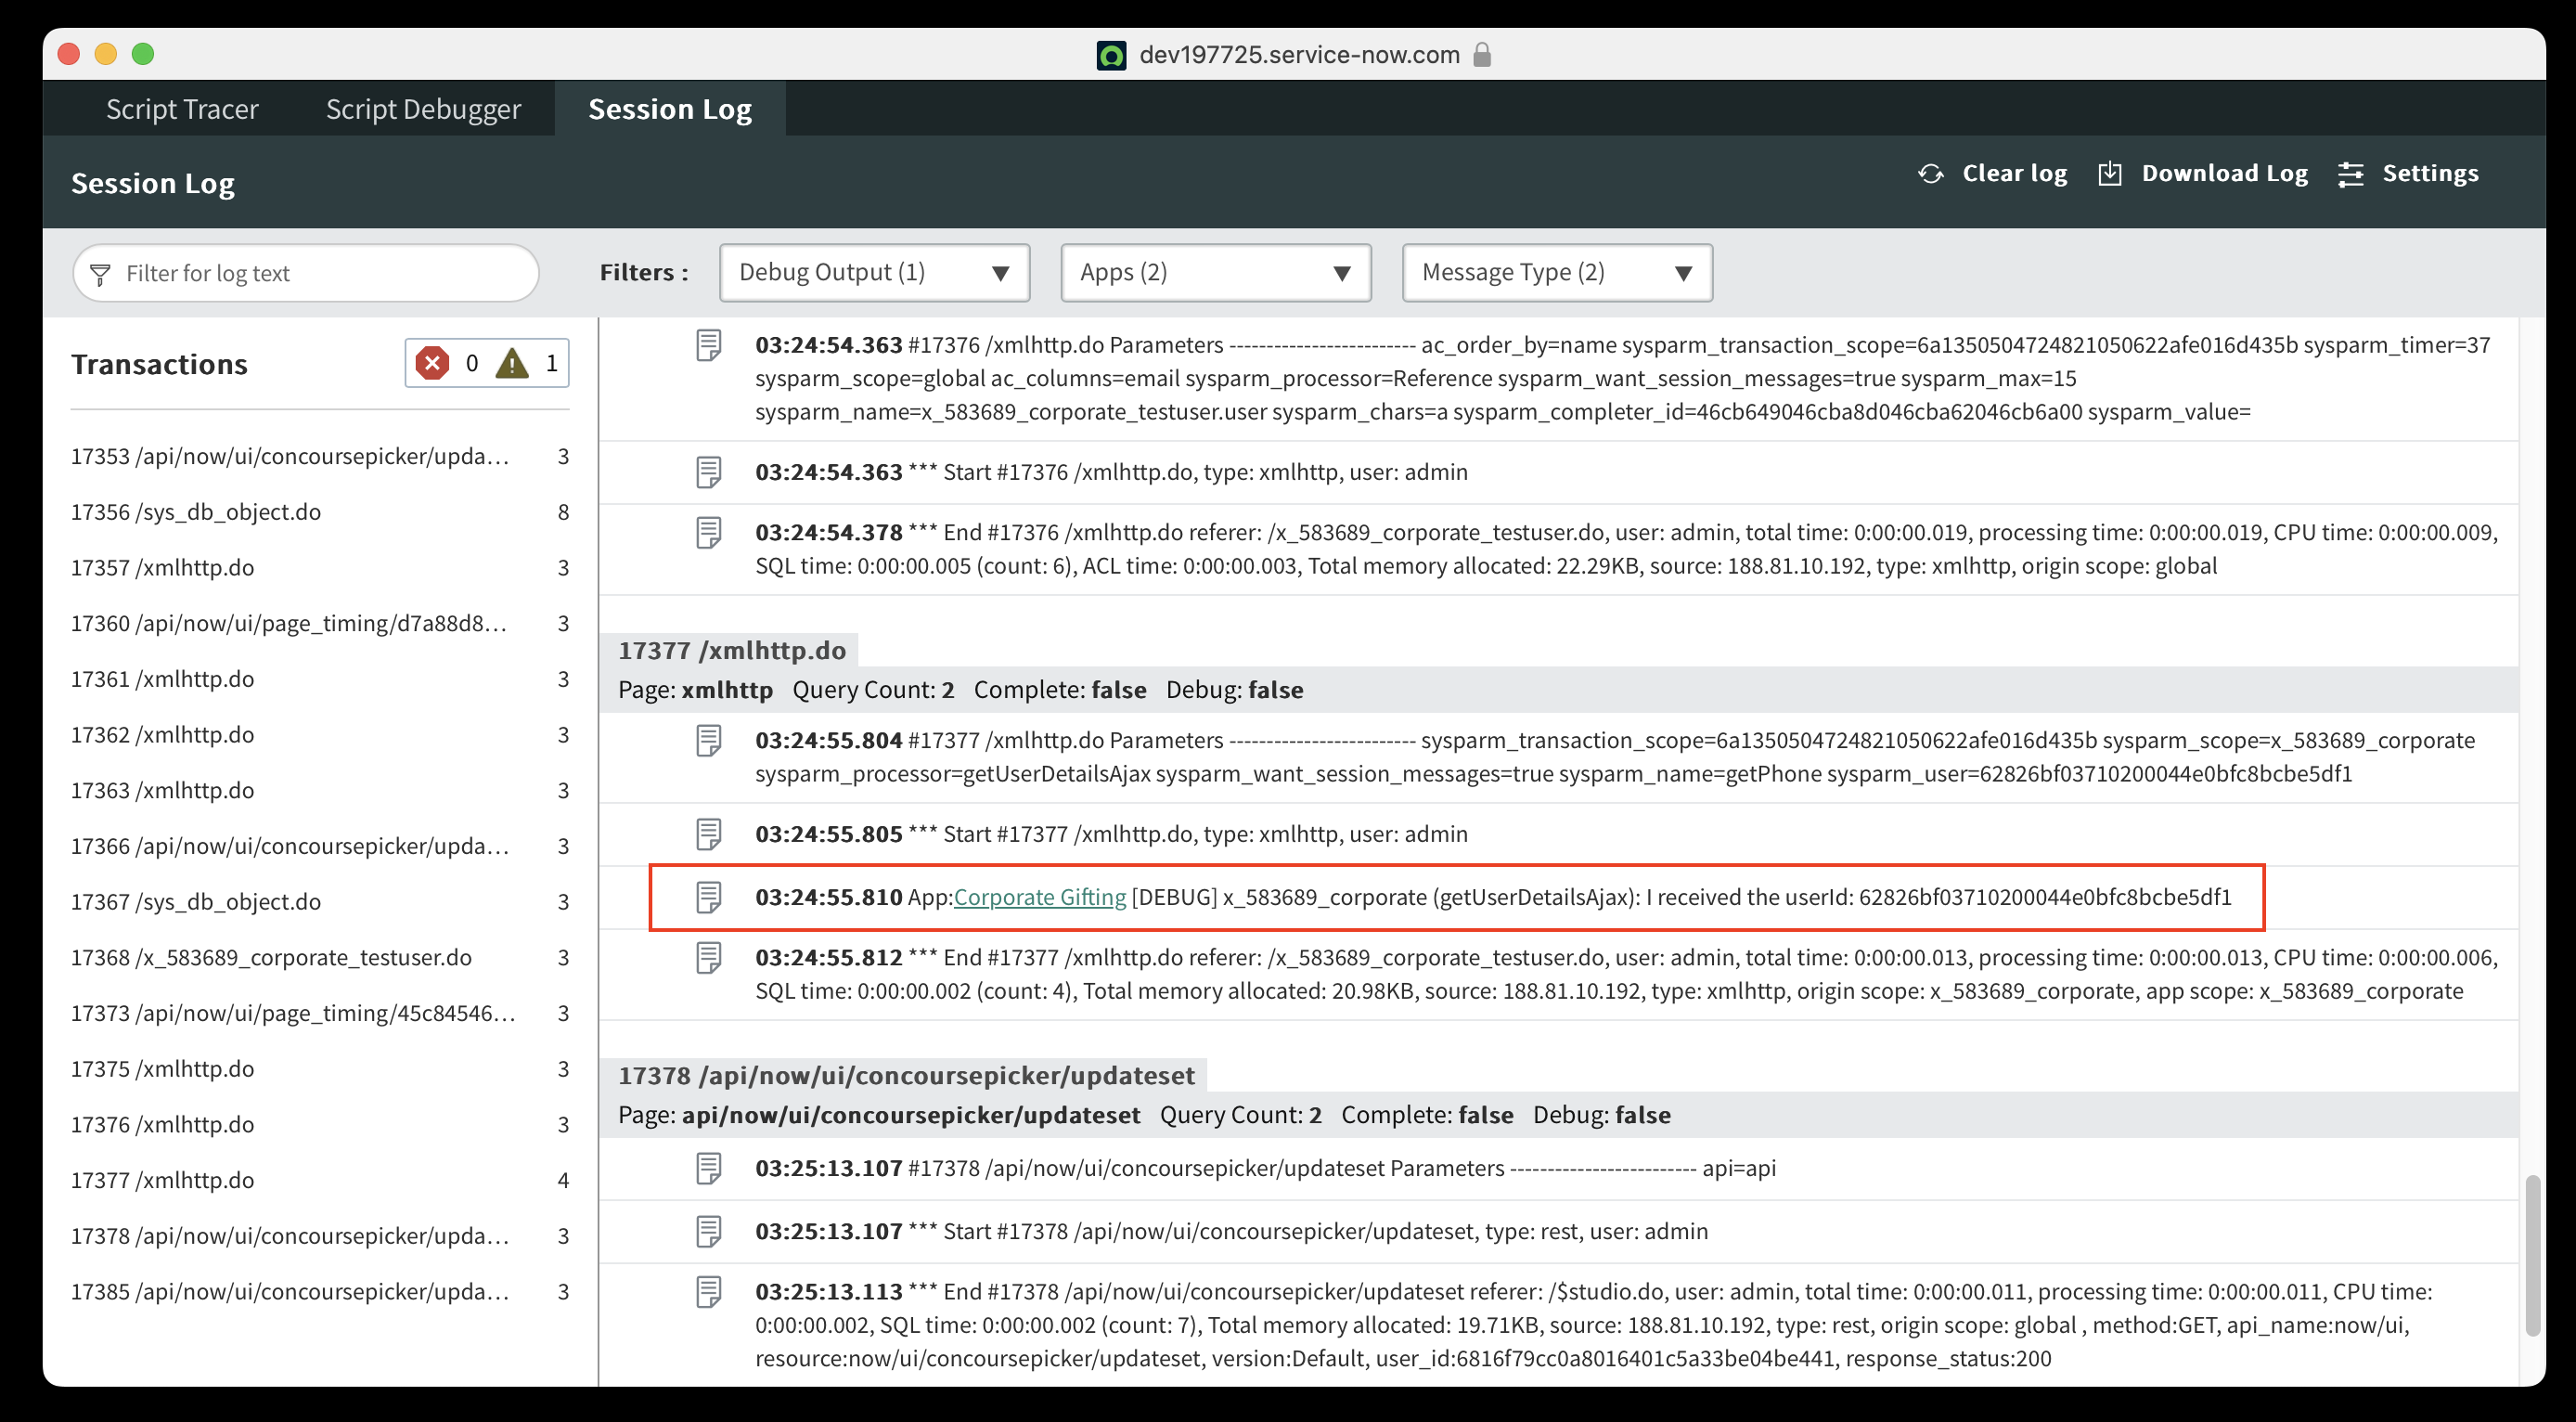 dev197725.service-now.com
Script Tracer Script Debugger Session Log
Session Log
Clear log Download Log Settings
Filter for log text
Filters : Debug Output (1) Apps (2) Message Type (2)
Transactions 0 1
17353 /api/now/ui/concoursepicker/upda... 3
17356 /sys_db_object.do 8
17357 /xmlhttp.do 3
17360 /api/now/ui/page_timing/d7a88d8... 3
17361 /xmlhttp.do 3
17362 /xmlhttp.do 3
17363 /xmlhttp.do 3
17366 /api/now/ui/concoursepicker/upda... 3
17367 /sys_db_object.do 3
17368 /x_583689_corporate_testuser.do 3
17373 /api/now/ui/page_timing/45c84546... 3
17375 /xmlhttp.do 3
17376 /xmlhttp.do 3
17377 /xmlhttp.do 4
17378 /api/now/ui/concoursepicker/upda... 3
17385 /api/now/ui/concoursepicker/upda... 3
03:24:54.363 #17376 /xmlhttp.do Parameters ------------------------- ac_order_by=name sysparm_transaction_scope=6a1350504724821050622afe016d435b sysparm_timer=37
sysparm_scope=global ac_columns=email sysparm_processor=Reference sysparm_want_session_messages=true sysparm_max=15
sysparm_name=x_583689_corporate_testuser.user sysparm_chars=a sysparm_completer_id=46cb649046cba8d046cba62046cb6a00 sysparm_value=
03:24:54.363 *** Start #17376 /xmlhttp.do, type: xmlhttp, user: admin
03:24:54.378 *** End #17376 /xmlhttp.do referer: /x_583689_corporate_testuser.do, user: admin, total time: 0:00:00.019, processing time: 0:00:00.019, CPU time: 0:00:00.009,
SQL time: 0:00:00.005 (count: 6), ACL time: 0:00:00.003, Total memory allocated: 22.29KB, source: 188.81.10.192, type: xmlhttp, origin scope: global
17377 /xmlhttp.do
Page: xmlhttp Query Count: 2 Complete: false Debug: false
03:24:55.804 #17377 /xmlhttp.do Parameters ------------------------- sysparm_transaction_scope=6a1350504724821050622afe016d435b sysparm_scope=x_583689_corporate
sysparm_processor=getUserDetailsAjax sysparm_want_session_messages=true sysparm_name=getPhone sysparm_user=62826bf03710200044e0bfc8bcbe5df1
03:24:55.805 *** Start #17377 /xmlhttp.do, type: xmlhttp, user: admin
03:24:55.810 App:Corporate Gifting [DEBUG] x_583689_corporate (getUserDetailsAjax): I received the userId: 62826bf03710200044e0bfc8bcbe5df1
03:24:55.812 *** End #17377 /xmlhttp.do referer: /x_583689_corporate_testuser.do, user: admin, total time: 0:00:00.013, processing time: 0:00:00.013, CPU time: 0:00:00.006,
SQL time: 0:00:00.002 (count: 4), Total memory allocated: 20.98KB, source: 188.81.10.192, type: xmlhttp, origin scope: x_583689_corporate, app scope: x_583689_corporate
17378 /api/now/ui/concoursepicker/updateset
Page: api/now/ui/concoursepicker/updateset Query Count: 2 Complete: false Debug: false
03:25:13.107 #17378 /api/now/ui/concoursepicker/updateset Parameters ------------------------- api=api
03:25:13.107 *** Start #17378 /api/now/ui/concoursepicker/updateset, type: rest, user: admin
03:25:13.113 *** End #17378 /api/now/ui/concoursepicker/updateset referer: /$studio.do, user: admin, total time: 0:00:00.011, processing time: 0:00:00.011, CPU time:
0:00:00.002, SQL time: 0:00:00.002 (count: 7), Total memory allocated: 19.71KB, source: 188.81.10.192, type: rest, origin scope: global , method:GET, api_name:now/ui,
resource:now/ui/concoursepicker/updateset, version:Default, user_id:6816f79cc0a8016401c5a33be04be441, response_status:200